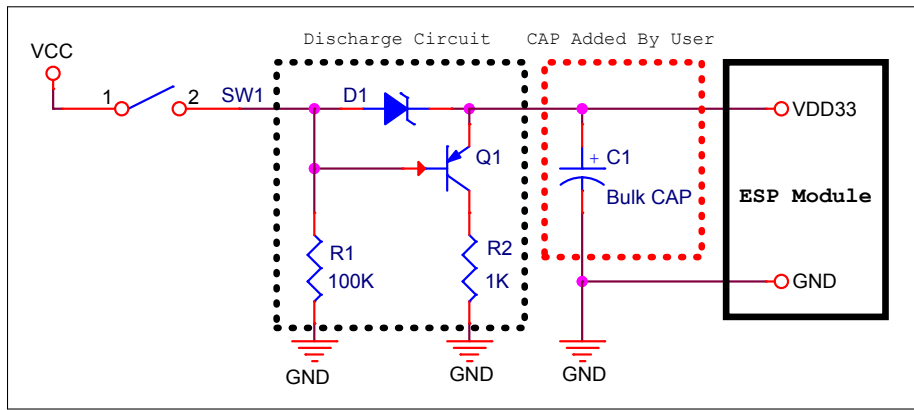 Discharge Circuit
CAP Added By User
VCC
1
2
SW1
D1
VDD33
Q1
+ C1
Bulk CAP
ESP Module
R1
100K
R2
1K
GND
GND
GND
GND